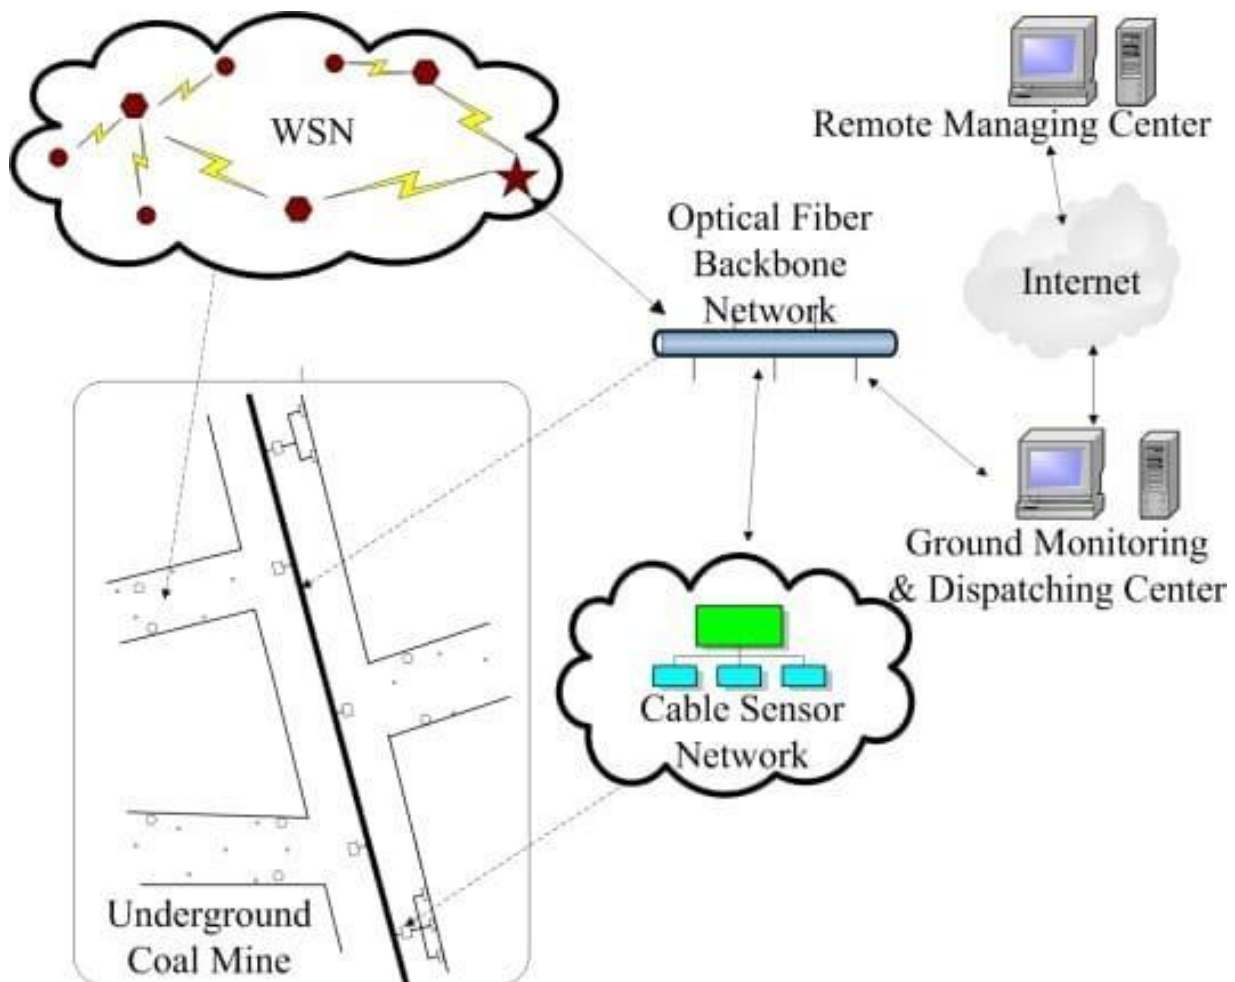 WSN
Remote Managing Center
Optical Fiber
Backbone
Network
Internet
Ground Monitoring
& Dispatching Center
Cable Sensor
Network
Underground
Coal Mine